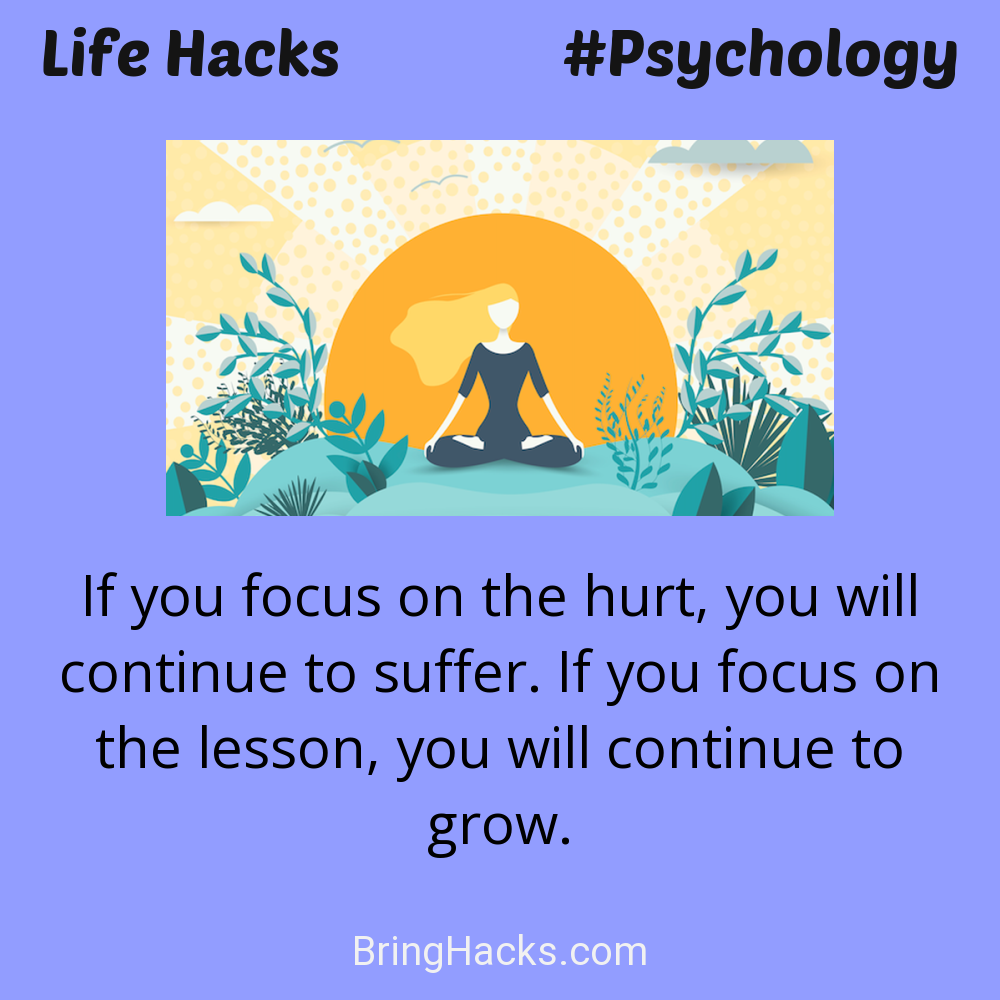 Life Hacks #Psychology
If you focus on the hurt, you will
continue to suffer. If you focus on
the lesson, you will continue to
grow.
BringHacks.com